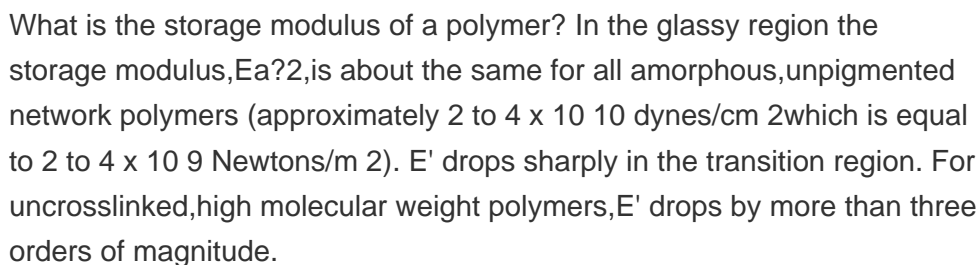 What is the storage modulus of a polymer? In the glassy region the
storage modulus,Ea?2,is about the same for all amorphous,unpigmented
network polymers (approximately 2 to 4 x 10 10 dynes/cm 2which is equal
to 2 to 4 x 10 9 Newtons/m 2). E' drops sharply in the transition region. For
uncrosslinked,high molecular weight polymers,E' drops by more than three
orders of magnitude.